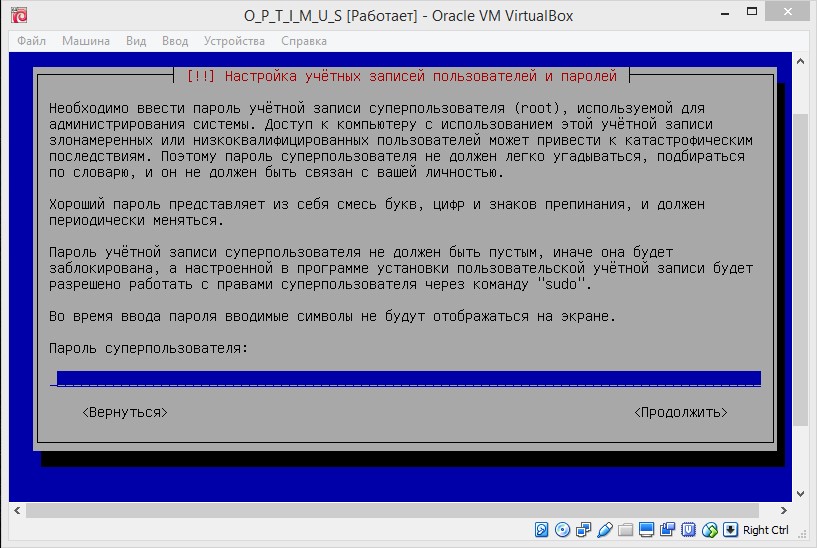 O_P_T_I_M_U_S [Работает] - Oracle VM VirtualBox
Файл Машина Вид Ввод Устройства Справка
[!!] Настройка учётных записей пользователей и паролей
Необходимо ввести пароль учётной записи суперпользователя (root), используемой для
администрирования системы. Доступ к компьютеру с использованием этой учётной записи
злонамеренных или низкоквалифицированных пользователей может привести к катастрофическим
последствиям. Поэтому пароль суперпользователя не должен легко угадываться, подбираться
по словарю, и он не должен быть связан с вашей личностью.
Хороший пароль представляет из себя смесь букв, цифр и знаков препинания, и должен
периодически меняться.
Пароль учётной записи суперпользователя не должен быть пустым, иначе она будет
заблокирована, а настроенной в программе установки пользовательской учётной записи будет
разрешено работать с правами суперпользователя через команду "sudo".
Во время ввода пароля вводимые символы не будут отображаться на экране.
Пароль суперпользователя:
<Вернуться> <Продолжить>
Right Ctrl